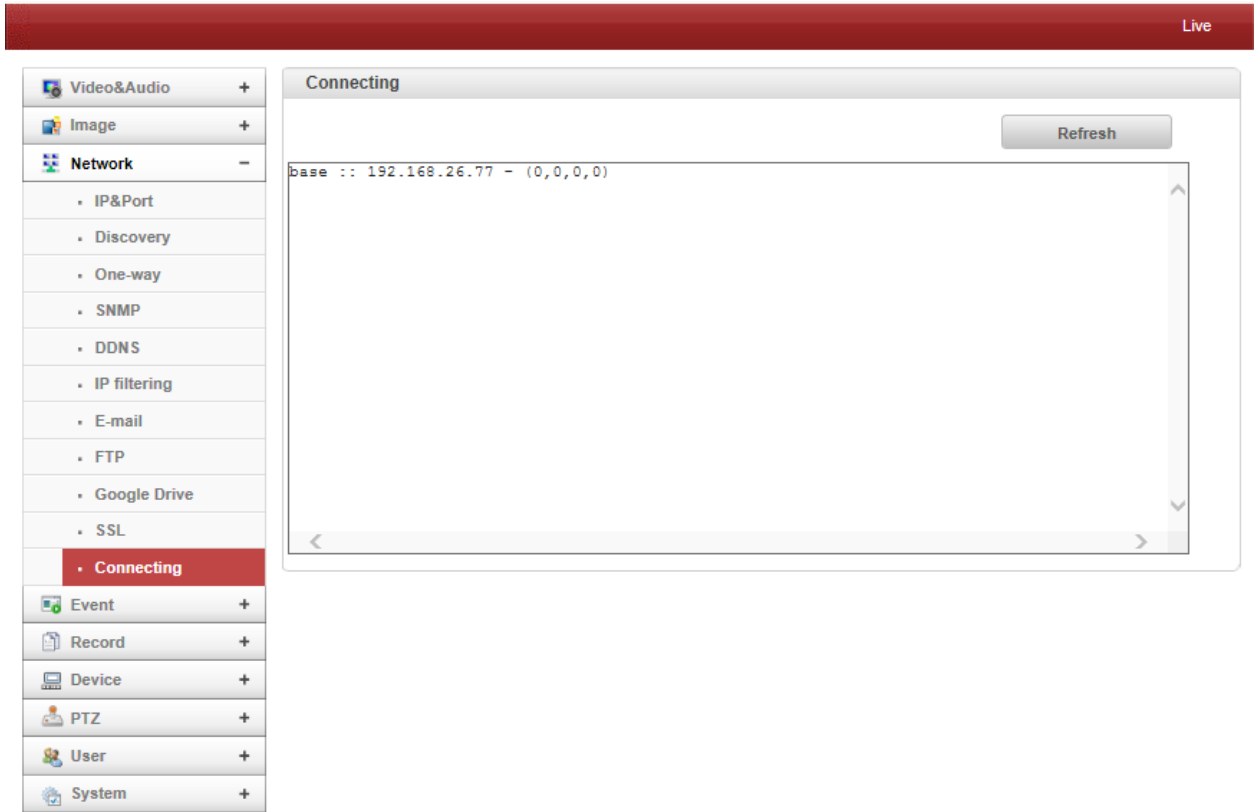 Live
Video&Audio +
Image +
Network −
IP&Port
Discovery
One-way
SNMP
DDNS
IP filtering
E-mail
FTP
Google Drive
SSL
Connecting
Event +
Record +
Device +
PTZ +
User +
System +
Connecting
Refresh
base :: 192.168.26.77 - (0,0,0,0)